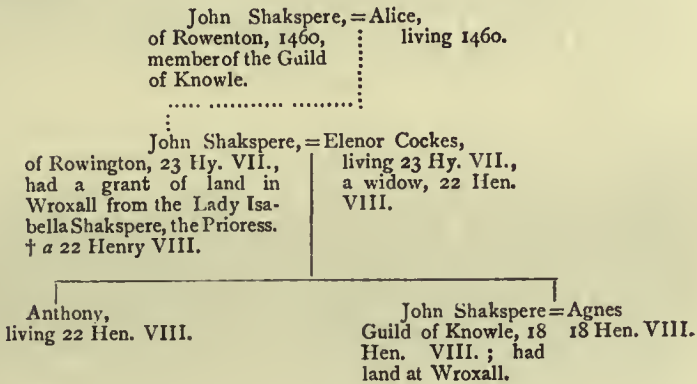 John Shakspere, = Alice,
of Rowenton, 1460, living 1460.
member of the Guild
of Knowle.
John Shakspere, = Elenor Cockes,
of Rowington, 23 Hy. VII., living 23 Hy. VII.,
had a grant of land in a widow, 22 Hen.
Wroxall from the Lady Isa- VIII.
bella Shakspere, the Prioress.
† a 22 Henry VIII.
Anthony,
living 22 Hen. VIII.
John Shakspere = Agnes
Guild of Knowle, 18 18 Hen. VIII.
Hen. VIII. ; had
land at Wroxall.